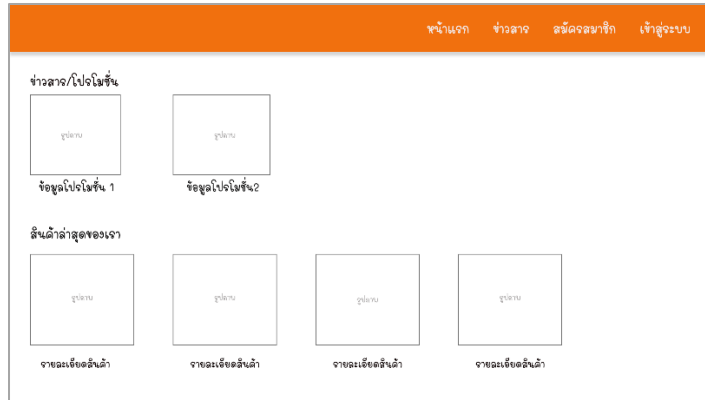 หน้าแรก ข่าวสาร สมัครสมาชิก เข้าสู่ระบบ
ข่าวสาร/โปรโมชั่น
รูปภาพ รูปภาพ
ข้อมูลโปรโมชั่น 1 ข้อมูลโปรโมชั่น2
สินค้าล่าสุดของเรา
รูปภาพ รูปภาพ รูปภาพ รูปภาพ
รายละเอียดสินค้า รายละเอียดสินค้า รายละเอียดสินค้า รายละเอียดสินค้า